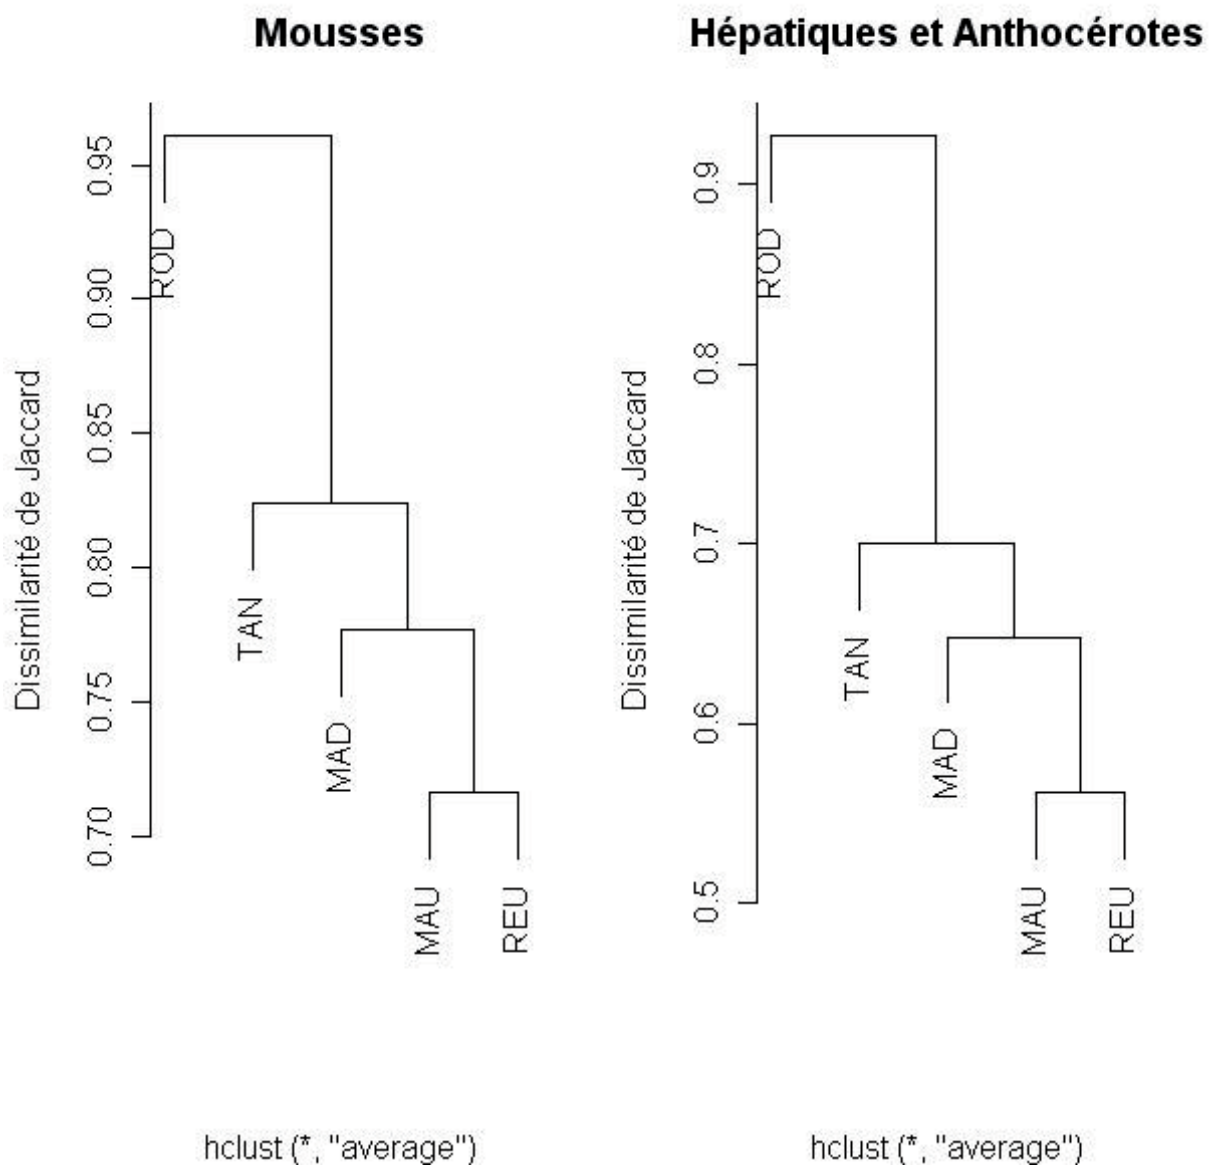 Mousses
Dissimilarité de Jaccard
0.95
0.90
0.85
0.80
0.75
0.70
ROD
TAN
MAD
MAU
REU
hclust (*, "average")
Hépatiques et Anthocérotes
Dissimilarité de Jaccard
0.9
0.8
0.7
0.6
0.5
ROD
TAN
MAD
MAU
REU
hclust (*, "average")